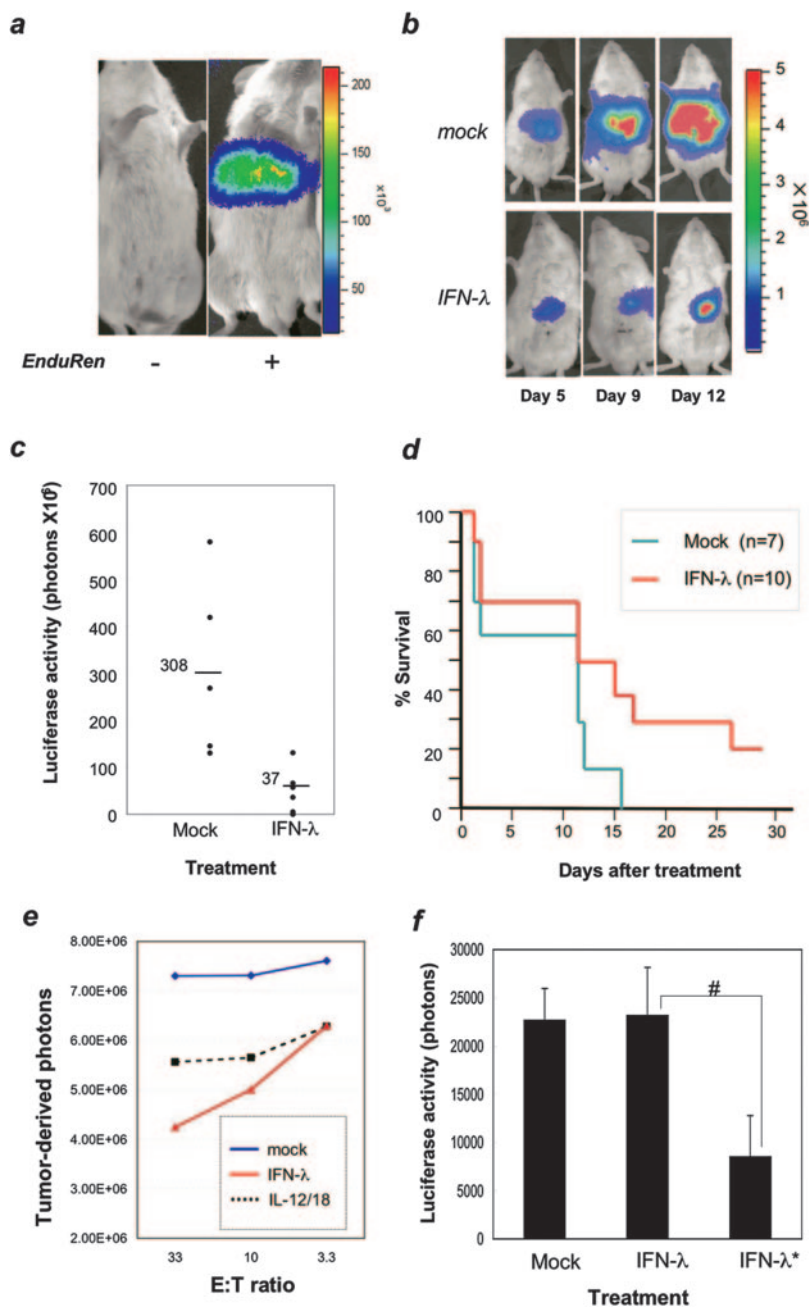 a
200
150
100
50
×10³
EnduRen - +
b
mock
IFN-λ
Day 5 Day 9 Day 12
5
4
3
2
1
×10⁶
c
Luciferase activity (photons X10⁶)
700
600
500
400
300
200
100
0
308
37
Mock IFN-λ
Treatment
d
% Survival
100
80
60
40
20
0
Mock (n=7)
IFN-λ (n=10)
0 5 10 15 20 25 30
Days after treatment
e
Tumor-derived photons
8.00E+06
7.00E+06
6.00E+06
5.00E+06
4.00E+06
3.00E+06
2.00E+06
mock
IFN-λ
IL-12/18
33 10 3.3
E:T ratio
f
Luciferase activity (photons)
30000
25000
20000
15000
10000
5000
0
#
Mock IFN-λ IFN-λ*
Treatment